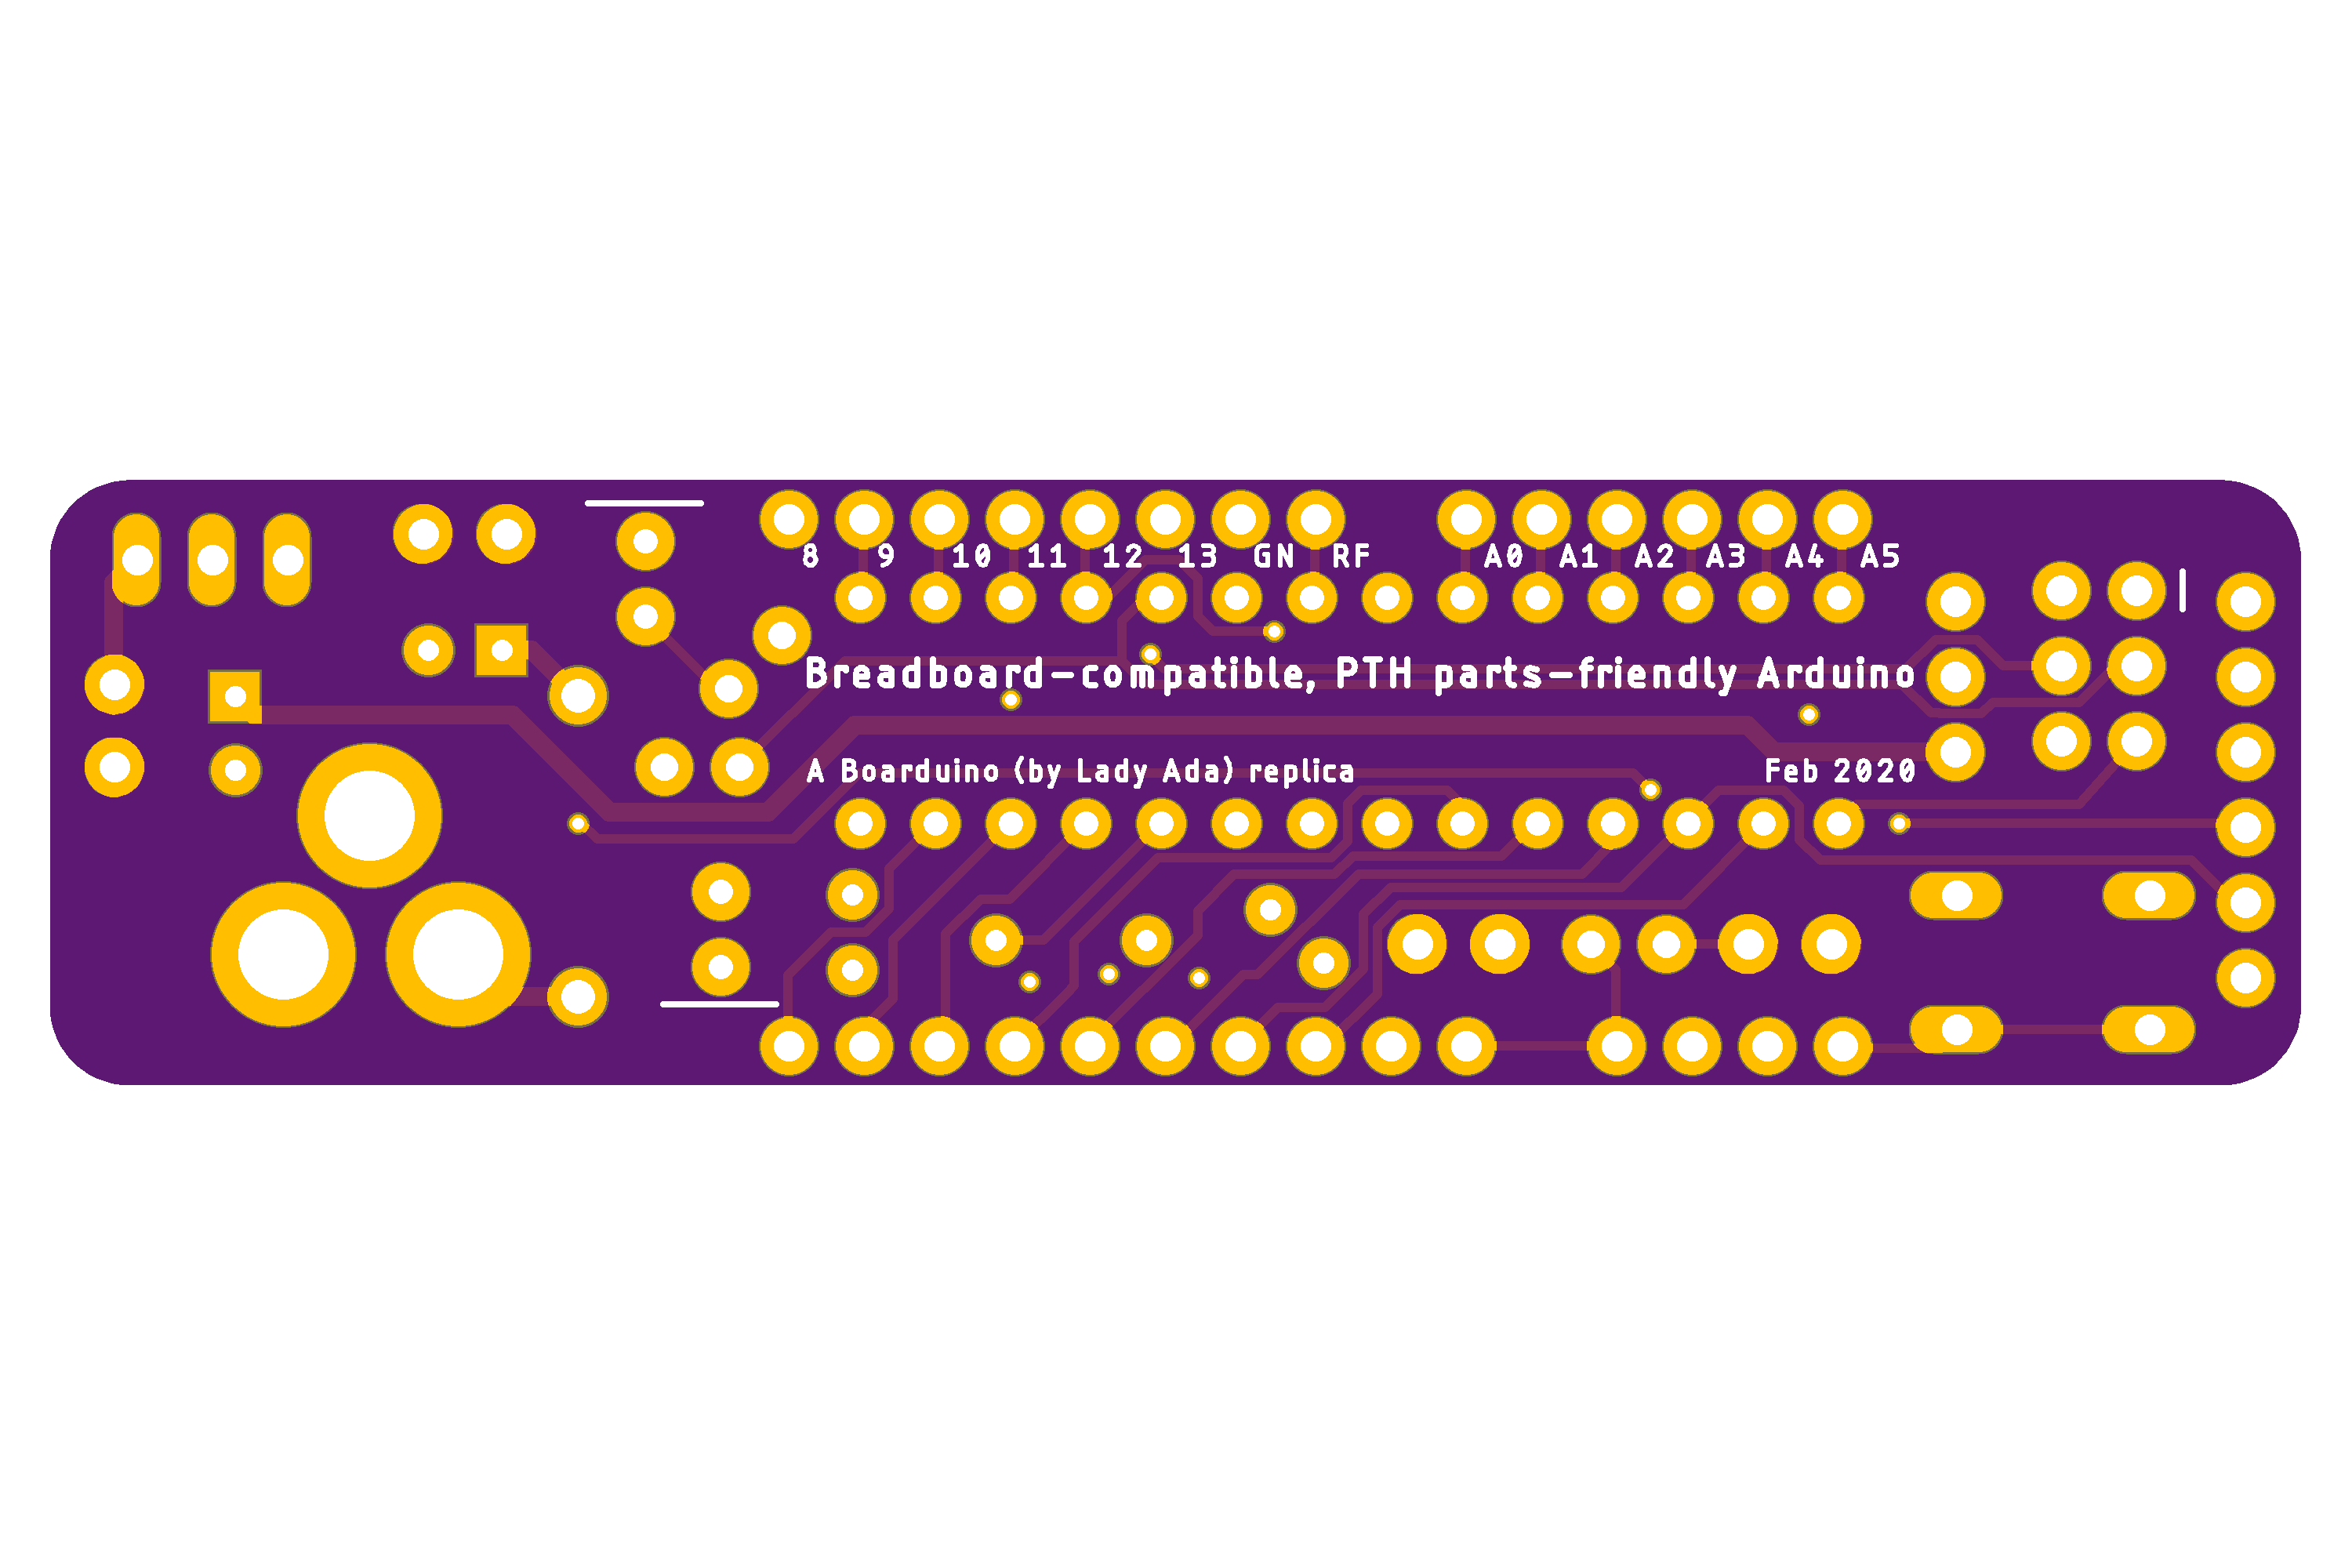 8 9 10 11 12 13 GN RF A0 A1 A2 A3 A4 A5
Breadboard-compatible, PTH parts-friendly Arduino
A Boarduino (by Lady Ada) replica Feb 2020